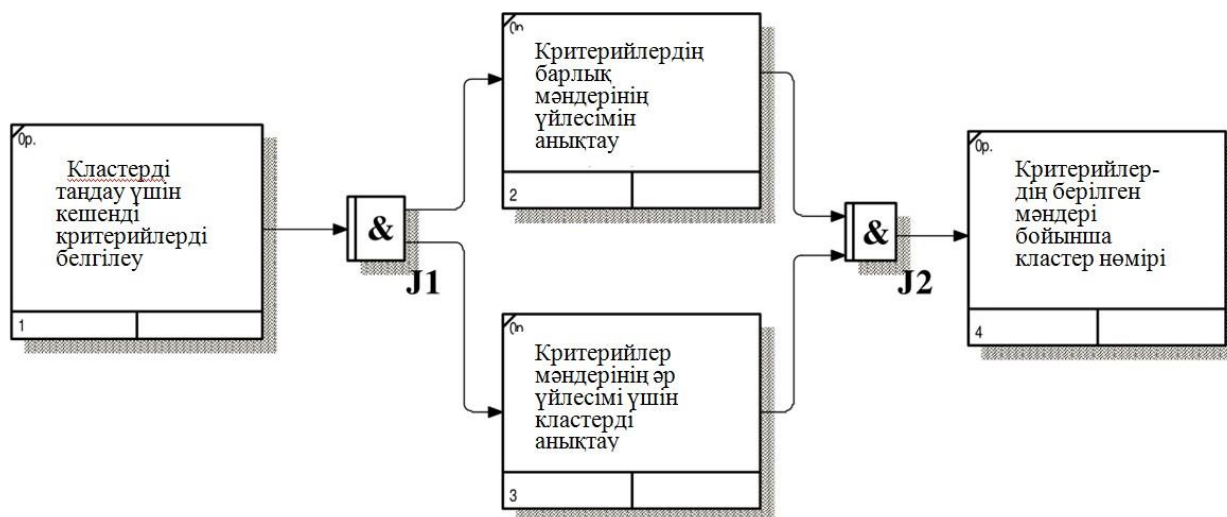 0р.
Кластерді
таңдау үшін
кешенді
критерийлерді
белгілеу
1
&
J1
0п
Критерийлердің
барлық
мәндерінің
үйлесімін
анықтау
2
0п
Критерийлер
мәндерінің әр
үйлесімі үшін
кластерді
анықтау
3
&
J2
0р.
Критерийлер-
дің берілген
мәндері
бойынша
кластер нөмірі
4